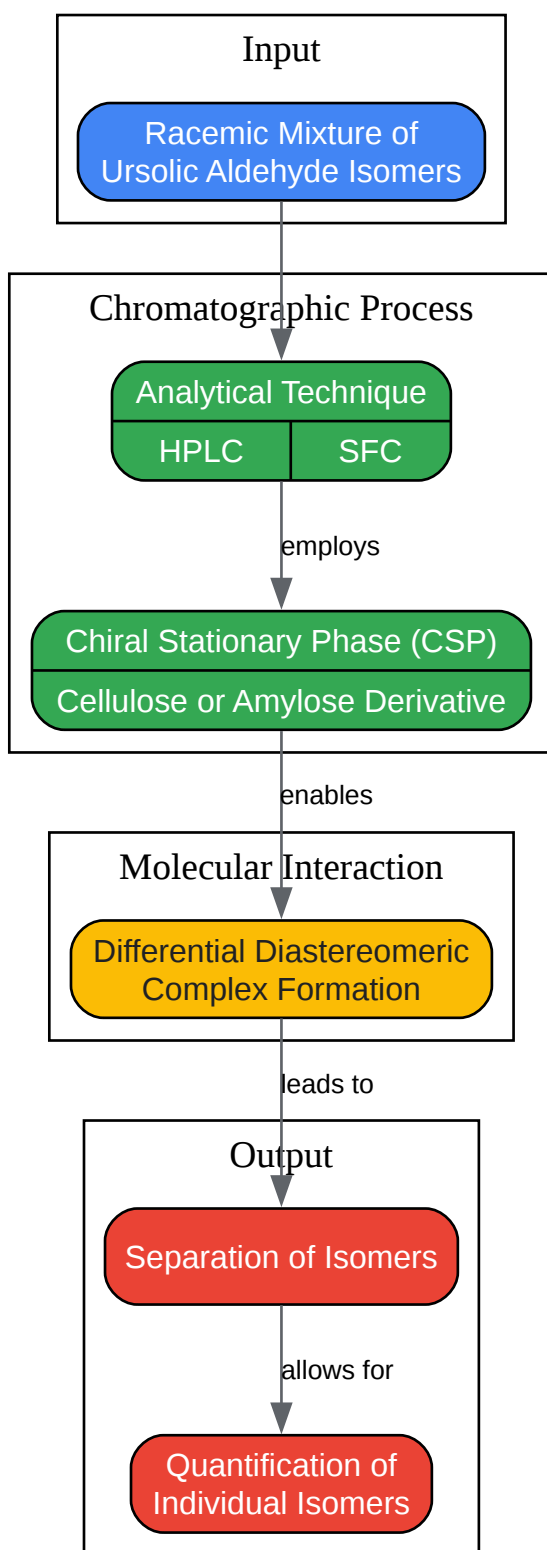 Input
Racemic Mixture of
Ursolic Aldehyde Isomers
Chromatographic Process
Analytical Technique
HPLC
SFC
employs
Chiral Stationary Phase (CSP)
Cellulose or Amylose Derivative
enables
Molecular Interaction
Differential Diastereomeric
Complex Formation
leads to
Output
Separation of Isomers
allows for
Quantification of
Individual Isomers